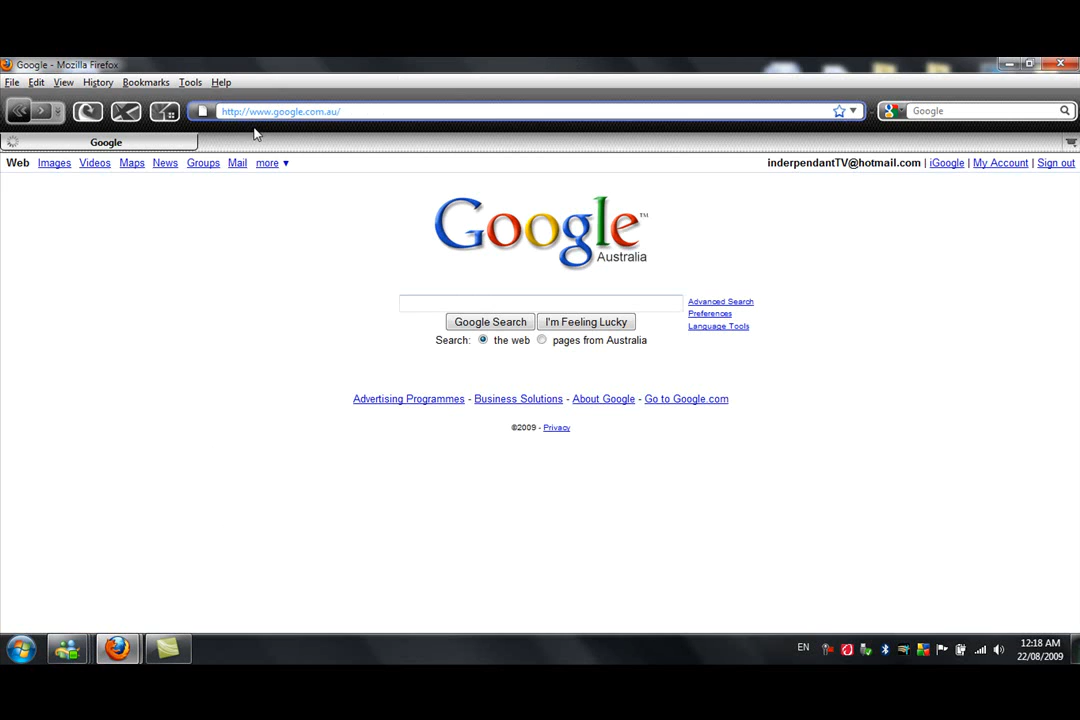 Google - Mozilla Firefox
File Edit View History Bookmarks Tools Help
http://www.google.com.au/
Google
Google
Web Images Videos Maps News Groups Mail more ▼
inderpendantTV@hotmail.com | iGoogle | My Account | Sign out
Google™
Australia
Advanced Search
Preferences
Language Tools
Google Search I'm Feeling Lucky
Search: the web pages from Australia
Advertising Programmes - Business Solutions - About Google - Go to Google.com
©2009 - Privacy
EN
12:18 AM
22/08/2009